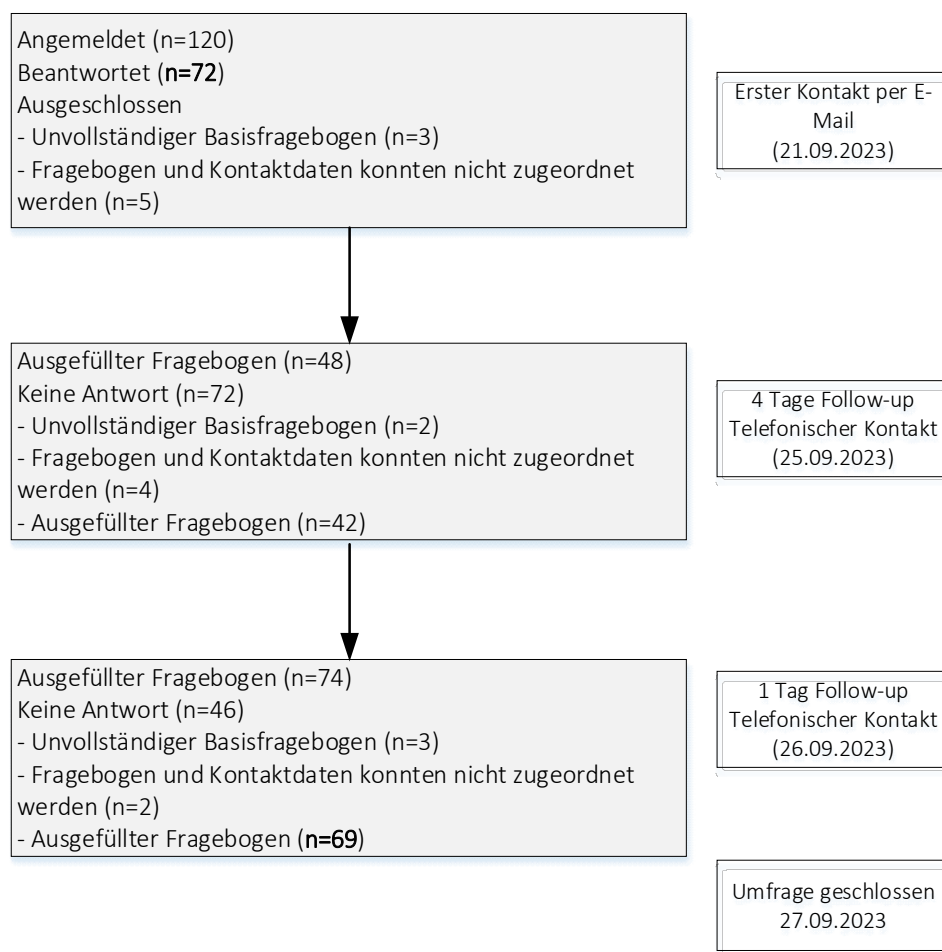 Angemeldet (n=120)
Beantwortet (n=72)
Ausgeschlossen
- Unvollständiger Basisfragebogen (n=3)
- Fragebogen und Kontaktdaten konnten nicht zugeordnet
werden (n=5)
Erster Kontakt per E-
Mail
(21.09.2023)
Ausgefüllter Fragebogen (n=48)
Keine Antwort (n=72)
- Unvollständiger Basisfragebogen (n=2)
- Fragebogen und Kontaktdaten konnten nicht zugeordnet
werden (n=4)
- Ausgefüllter Fragebogen (n=42)
4 Tage Follow-up
Telefonischer Kontakt
(25.09.2023)
Ausgefüllter Fragebogen (n=74)
Keine Antwort (n=46)
- Unvollständiger Basisfragebogen (n=3)
- Fragebogen und Kontaktdaten konnten nicht zugeordnet
werden (n=2)
- Ausgefüllter Fragebogen (n=69)
1 Tag Follow-up
Telefonischer Kontakt
(26.09.2023)
Umfrage geschlossen
27.09.2023